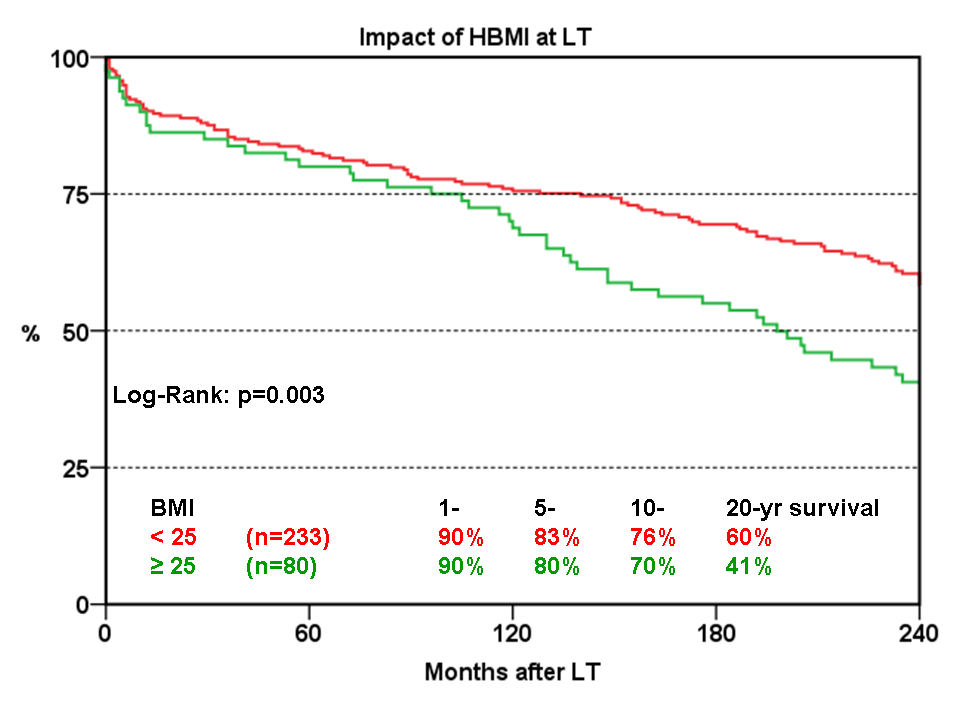 Impact of HBMI at LT
100
75
% 50
Log-Rank: p=0.003
25
BMI 1- 5- 10- 20-yr survival
< 25 (n=233) 90% 83% 76% 60%
≥ 25 (n=80) 90% 80% 70% 41%
0
0 60 120 180 240
Months after LT